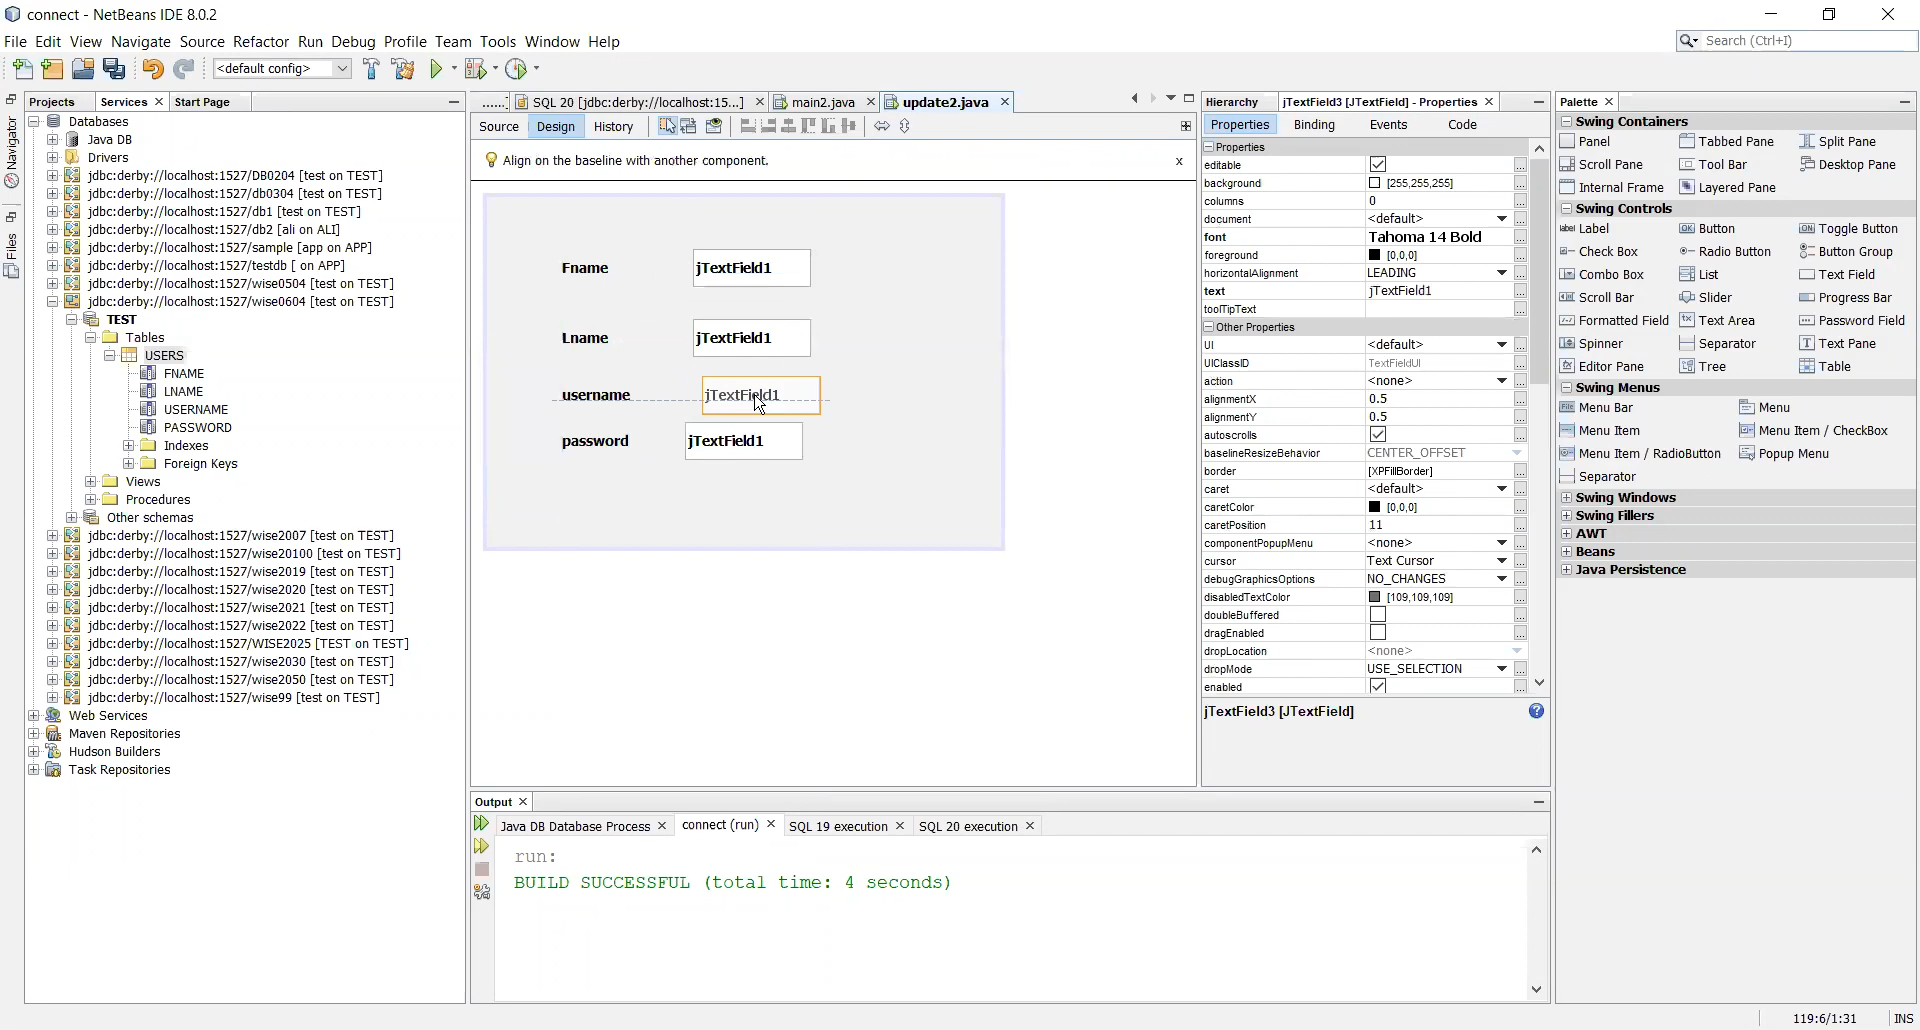 connect - NetBeans IDE 8.0.2
File Edit View Navigate Source Refactor Run Debug Profile Team Tools Window Help
Search (Ctrl+I)
<default config>
Projects Services Start Page
Navigator
Files
Databases
Java DB
Drivers
jdbc:derby://localhost:1527/DB0204 [test on TEST]
jdbc:derby://localhost:1527/db0304 [test on TEST]
jdbc:derby://localhost:1527/db1 [test on TEST]
jdbc:derby://localhost:1527/db2 [ali on ALI]
jdbc:derby://localhost:1527/sample [app on APP]
jdbc:derby://localhost:1527/testdb [ on APP]
jdbc:derby://localhost:1527/wise0504 [test on TEST]
jdbc:derby://localhost:1527/wise0604 [test on TEST]
TEST
Tables
USERS
FNAME
LNAME
USERNAME
PASSWORD
Indexes
Foreign Keys
Views
Procedures
Other schemas
jdbc:derby://localhost:1527/wise2007 [test on TEST]
jdbc:derby://localhost:1527/wise20100 [test on TEST]
jdbc:derby://localhost:1527/wise2019 [test on TEST]
jdbc:derby://localhost:1527/wise2020 [test on TEST]
jdbc:derby://localhost:1527/wise2021 [test on TEST]
jdbc:derby://localhost:1527/wise2022 [test on TEST]
jdbc:derby://localhost:1527/WISE2025 [TEST on TEST]
jdbc:derby://localhost:1527/wise2030 [test on TEST]
jdbc:derby://localhost:1527/wise2050 [test on TEST]
jdbc:derby://localhost:1527/wise99 [test on TEST]
Web Services
Maven Repositories
Hudson Builders
Task Repositories
......] SQL 20 [jdbc:derby://localhost:15...] main2.java update2.java
Source Design History
Align on the baseline with another component. x
Fname jTextField1
Lname jTextField1
username jTextField1
password jTextField1
Hierarchy jTextField3 [JTextField] - Properties
Properties Binding Events Code
Properties
editable
background [255,255,255]
columns 0
document <default>
font Tahoma 14 Bold
foreground [0,0,0]
horizontalAlignment LEADING
text jTextField1
toolTipText
Other Properties
UI <default>
UIClassID TextFieldUI
action <none>
alignmentX 0.5
alignmentY 0.5
autoscrolls
baselineResizeBehavior CENTER_OFFSET
border [XPFillBorder]
caret <default>
caretColor [0,0,0]
caretPosition 11
componentPopupMenu <none>
cursor Text Cursor
debugGraphicsOptions NO_CHANGES
disabledTextColor [109,109,109]
doubleBuffered
dragEnabled
dropLocation <none>
dropMode USE_SELECTION
enabled
jTextField3 [JTextField]
Palette
Swing Containers
Panel Tabbed Pane Split Pane
Scroll Pane Tool Bar Desktop Pane
Internal Frame Layered Pane
Swing Controls
Label Button Toggle Button
Check Box Radio Button Button Group
Combo Box List Text Field
Scroll Bar Slider Progress Bar
Formatted Field Text Area Password Field
Spinner Separator Text Pane
Editor Pane Tree Table
Swing Menus
Menu Bar Menu
Menu Item Menu Item / CheckBox
Menu Item / RadioButton Popup Menu
Separator
Swing Windows
Swing Fillers
AWT
Beans
Java Persistence
Output
Java DB Database Process connect (run) SQL 19 execution SQL 20 execution
run:
BUILD SUCCESSFUL (total time: 4 seconds)
119:6/1:31 INS